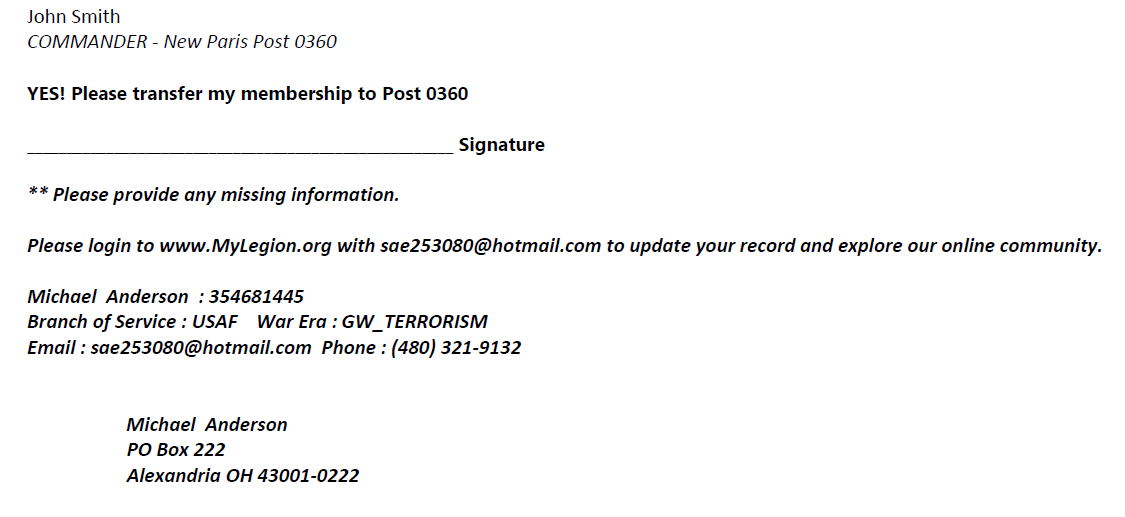 John Smith
COMMANDER - New Paris Post 0360
YES! Please transfer my membership to Post 0360
_____________________________________________________ Signature
** Please provide any missing information.
Please login to www.MyLegion.org with sae253080@hotmail.com to update your record and explore our online community.
Michael  Anderson  : 354681445
Branch of Service : USAF    War Era : GW_TERRORISM
Email : sae253080@hotmail.com  Phone : (480) 321-9132
Michael  Anderson
PO Box 222
Alexandria OH 43001-0222